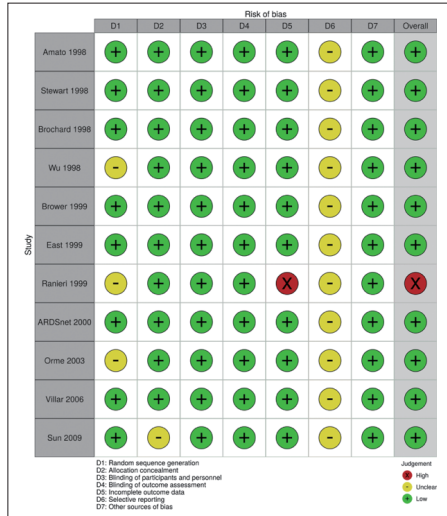 Risk of bias
D1 D2 D3 D4 D5 D6 D7 Overall
Study
Amato 1998 + + + + + - + +
Stewart 1998 + + + + + - + +
Brochard 1998 + + + + + - + +
Wu 1998 - + + + + - + +
Brower 1999 + + + + + - + +
East 1999 + + + + + - + +
Ranieri 1999 - + + + X - + X
ARDSnet 2000 + + + + + - + +
Orme 2003 - + + + + - + +
Villar 2006 + + + + + - + +
Sun 2009 + - + + + - + +
D1: Random sequence generation
D2: Allocation concealment
D3: Blinding of participants and personnel
D4: Blinding of outcome assessment
D5: Incomplete outcome data
D6: Selective reporting
D7: Other sources of bias
Judgement
X High
- Unclear
+ Low